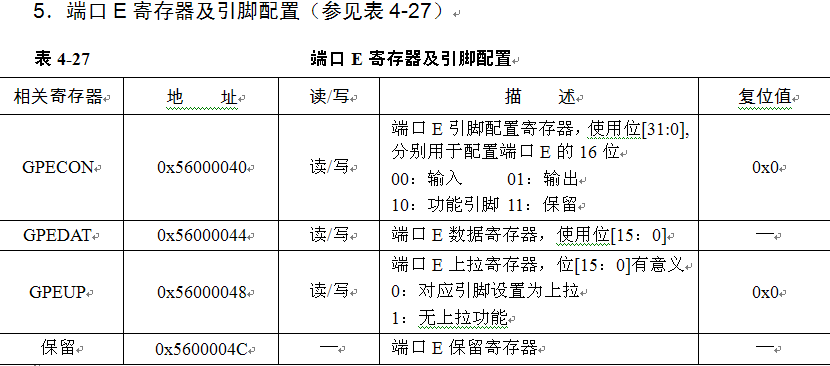 5．端口 E 寄存器及引脚配置（参见表 4-27）
表 4-27 端口 E 寄存器及引脚配置
相关寄存器 地 址 读/写 描 述 复位值
GPECON 0x56000040 读/写 端口 E 引脚配置寄存器，使用位[31:0],
分别用于配置端口 E 的 16 位
00：输入 01：输出
10：功能引脚 11：保留 0x0
GPEDAT 0x56000044 读/写 端口 E 数据寄存器，使用位[15：0] —
GPEUP 0x56000048 读/写 端口 E 上拉寄存器，位[15：0]有意义
0：对应引脚设置为上拉
1：无上拉功能 0x0
保留 0x5600004C — 端口 E 保留寄存器 —